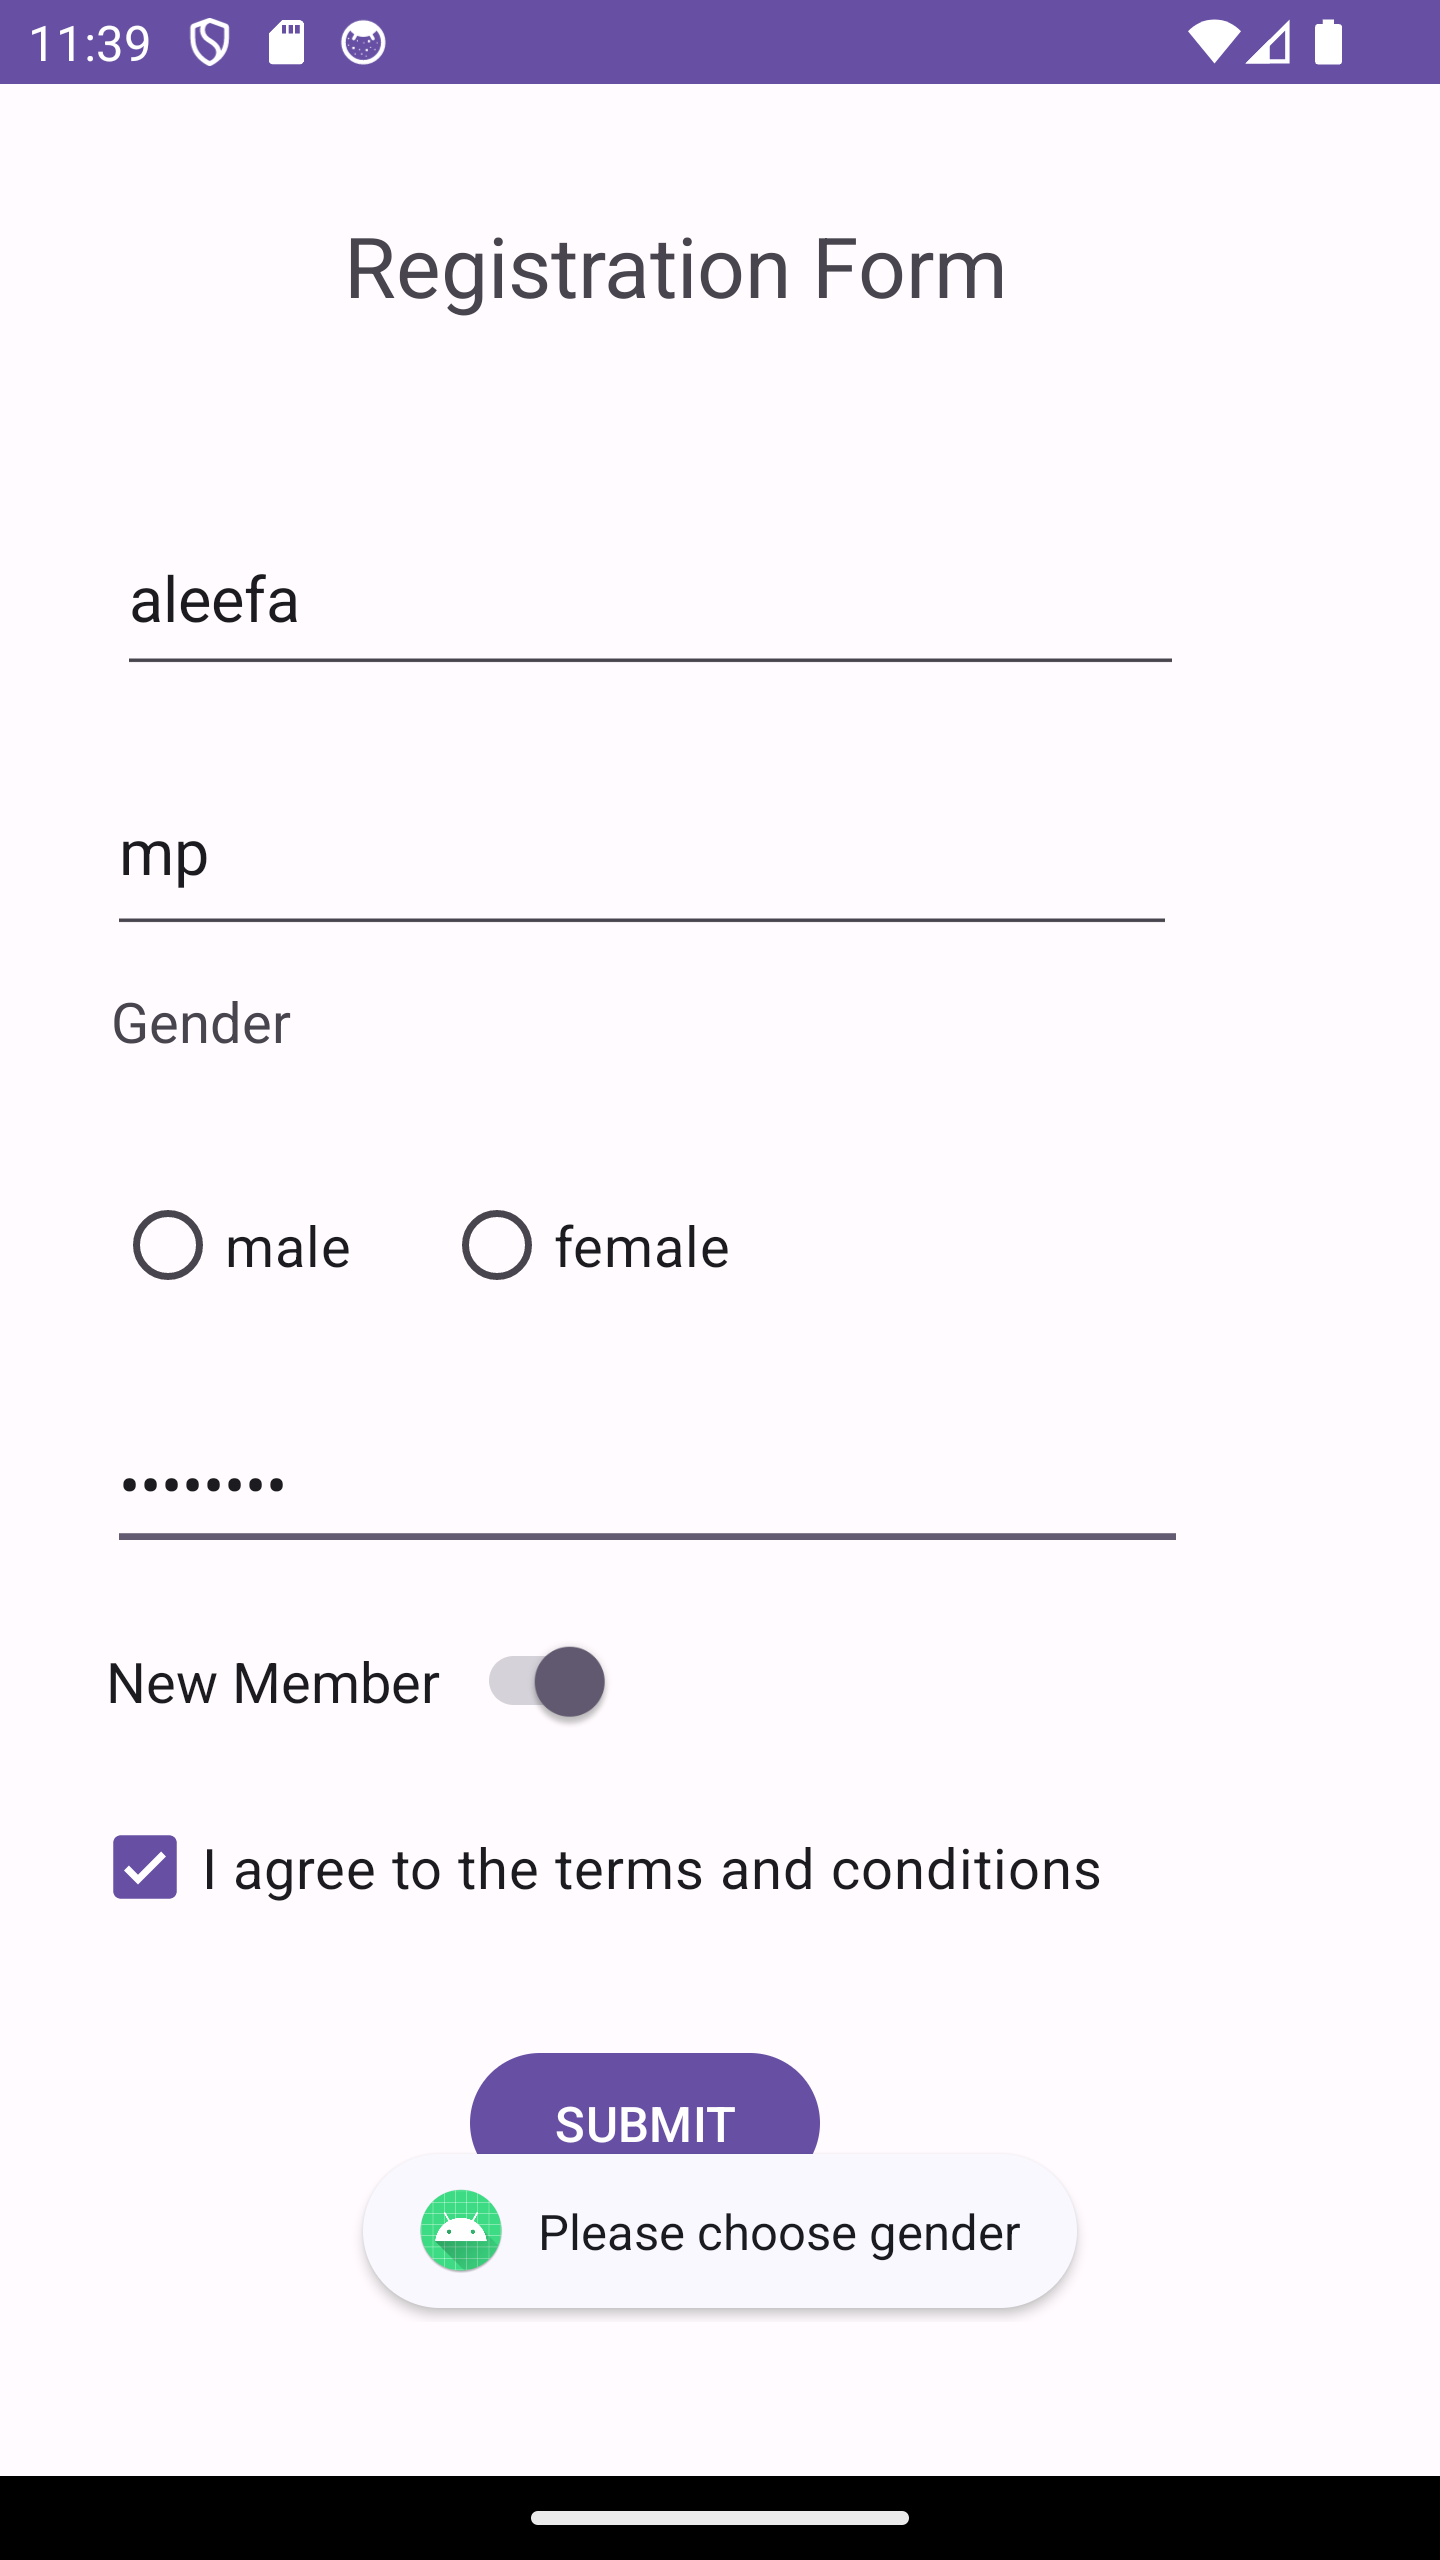 11:39
Registration Form
aleefa
mp
Gender
male female
••••••••
New Member
I agree to the terms and conditions
SUBMIT
Please choose gender